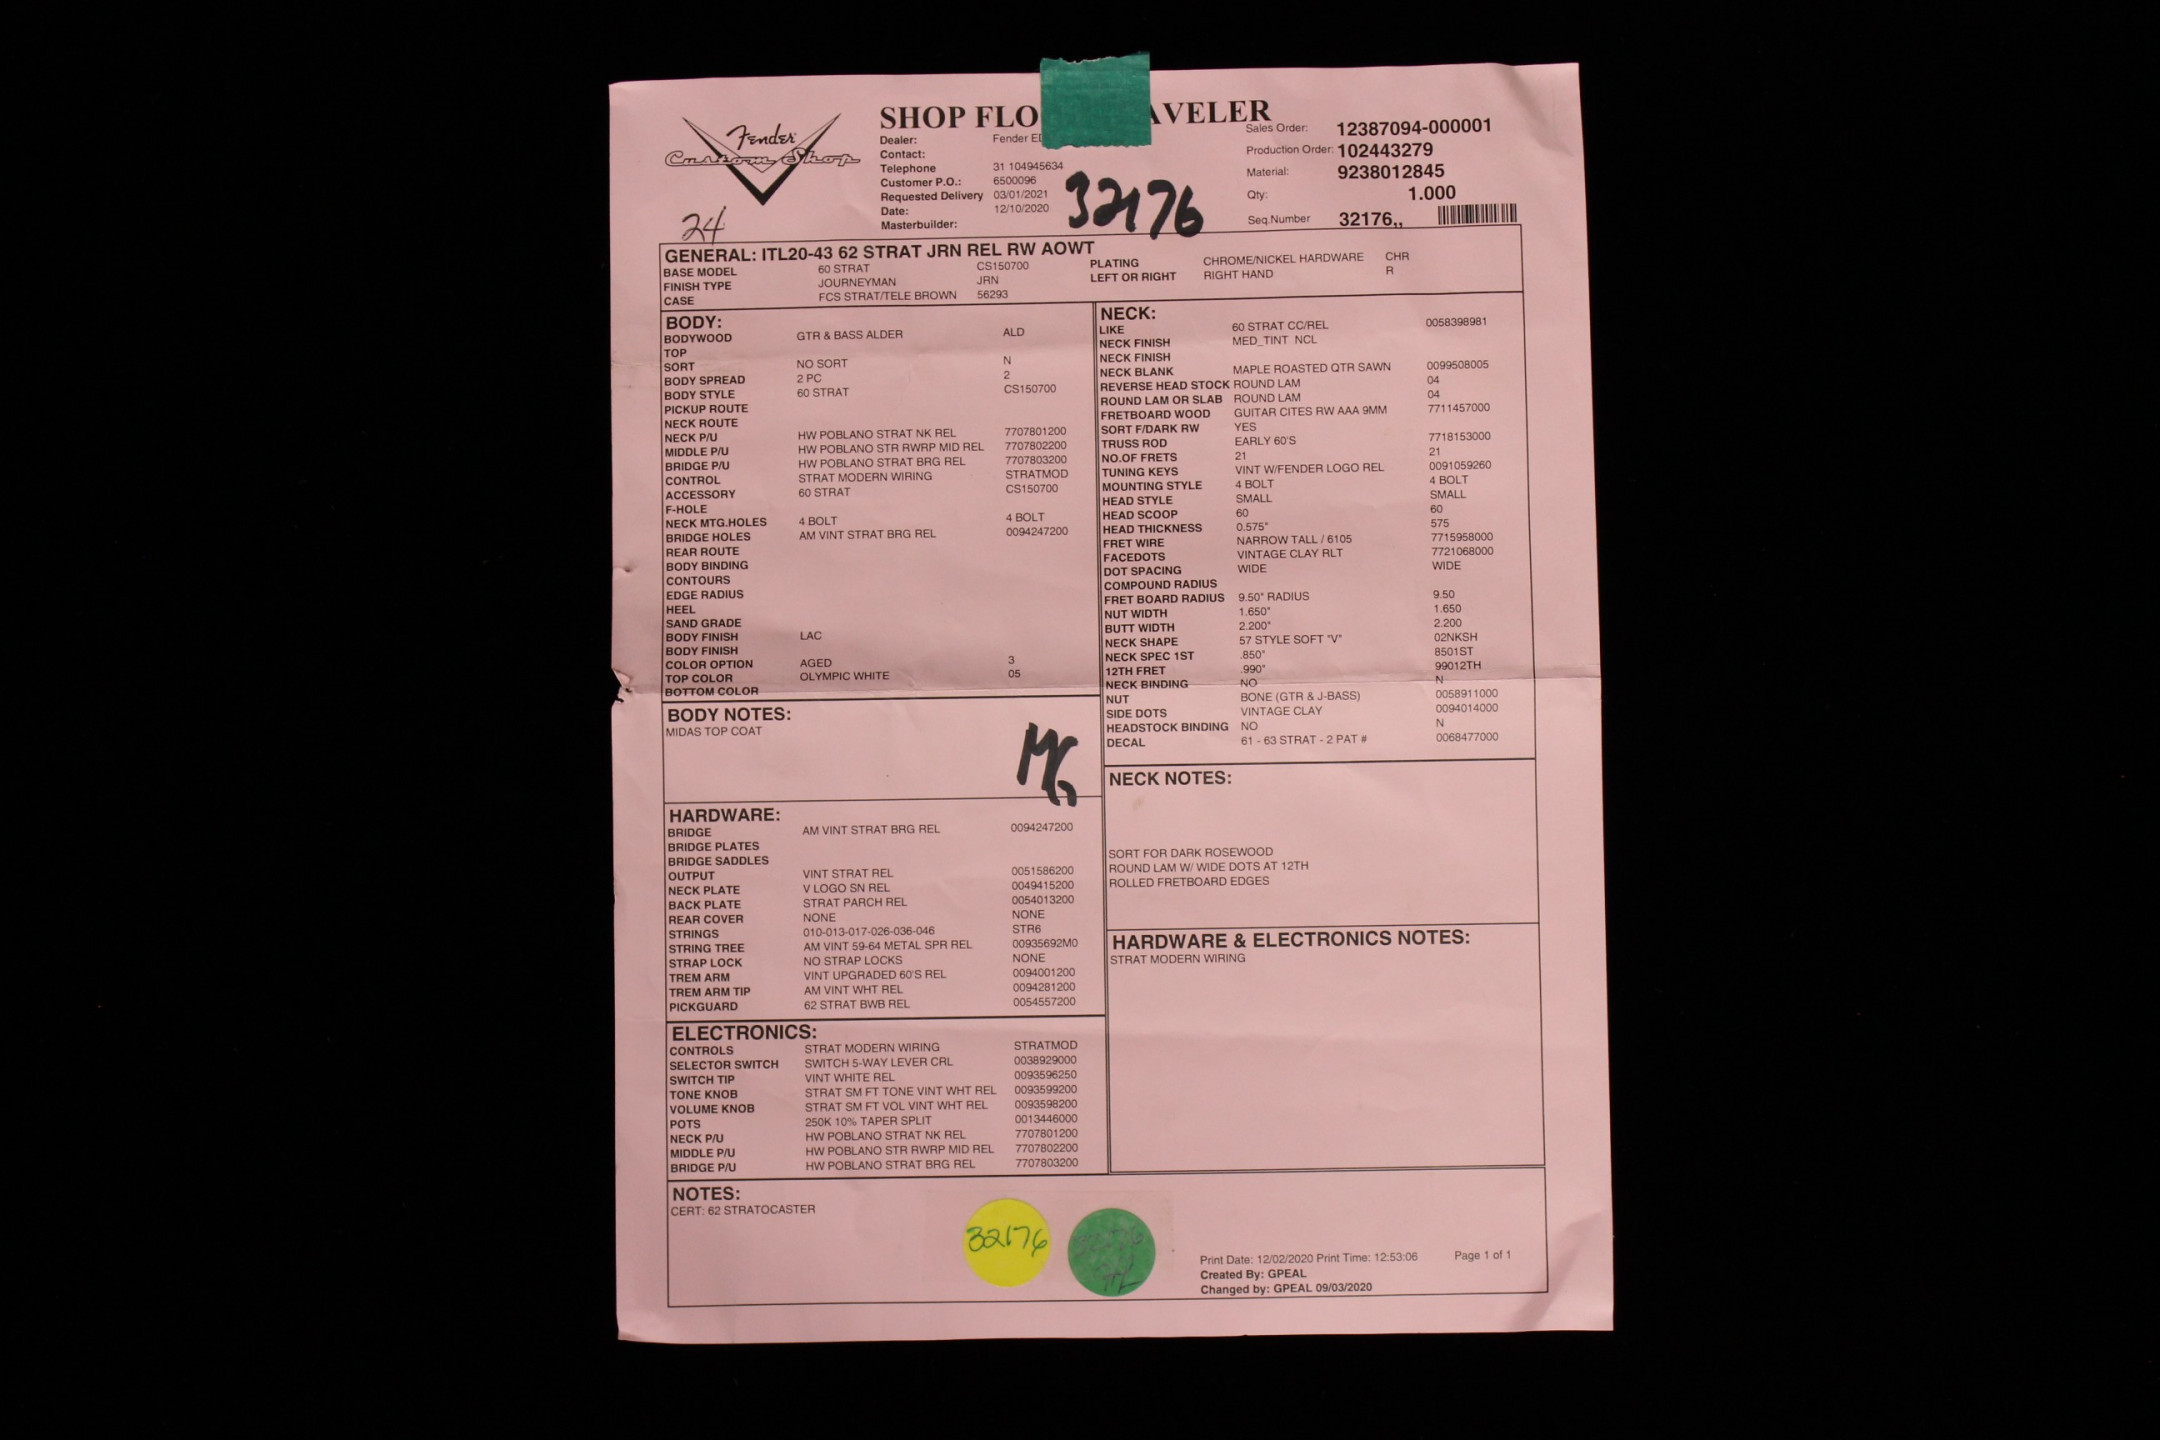 Fender
Custom Shop
24
SHOP FLO AVELER
Dealer: Fender
Contact:
Telephone 31 104945634
Customer P.O.: 6500096
Requested Delivery 03/01/2021
Date: 12/10/2020
Masterbuilder:
32176
Sales Order: 12387094-000001
Production Order: 102443279
Material: 9238012845
Qty: 1.000
Seq.Number 32176,,
GENERAL: ITL20-43 62 STRAT JRN REL RW AOWT
BASE MODEL 60 STRAT CS150700
FINISH TYPE JOURNEYMAN JRN
CASE FCS STRAT/TELE BROWN 56293
PLATING CHROME/NICKEL HARDWARE CHR
LEFT OR RIGHT RIGHT HAND R
BODY:
BODYWOOD GTR & BASS ALDER ALD
TOP
SORT NO SORT N
BODY SPREAD 2 PC 2
BODY STYLE 60 STRAT CS150700
PICKUP ROUTE
NECK ROUTE
NECK P/U HW POBLANO STRAT NK REL 7707801200
MIDDLE P/U HW POBLANO STR RWRP MID REL 7707802200
BRIDGE P/U HW POBLANO STRAT BRG REL 7707803200
CONTROL STRAT MODERN WIRING STRATMOD
ACCESSORY 60 STRAT CS150700
F-HOLE
NECK MTG.HOLES 4 BOLT 4 BOLT
BRIDGE HOLES AM VINT STRAT BRG REL 0094247200
REAR ROUTE
BODY BINDING
CONTOURS
EDGE RADIUS
HEEL
SAND GRADE
BODY FINISH LAC
BODY FINISH
COLOR OPTION AGED 3
TOP COLOR OLYMPIC WHITE 05
BOTTOM COLOR
BODY NOTES:
MIDAS TOP COAT
MG
HARDWARE:
BRIDGE AM VINT STRAT BRG REL 0094247200
BRIDGE PLATES
BRIDGE SADDLES
OUTPUT VINT STRAT REL 0051586200
NECK PLATE V LOGO SN REL 0049415200
BACK PLATE STRAT PARCH REL 0054013200
REAR COVER NONE NONE
STRINGS 010-013-017-026-036-046 STR6
STRING TREE AM VINT 59-64 METAL SPR REL 00935692M0
STRAP LOCK NO STRAP LOCKS NONE
TREM ARM VINT UPGRADED 60'S REL 0094001200
TREM ARM TIP AM VINT WHT REL 0094281200
PICKGUARD 62 STRAT BWB REL 0054557200
ELECTRONICS:
CONTROLS STRAT MODERN WIRING STRATMOD
SELECTOR SWITCH SWITCH 5-WAY LEVER CRL 0038929000
SWITCH TIP VINT WHITE REL 0093596250
TONE KNOB STRAT SM FT TONE VINT WHT REL 0093599200
VOLUME KNOB STRAT SM FT VOL VINT WHT REL 0093598200
POTS 250K 10% TAPER SPLIT 0013446000
NECK P/U HW POBLANO STRAT NK REL 7707801200
MIDDLE P/U HW POBLANO STR RWRP MID REL 7707802200
BRIDGE P/U HW POBLANO STRAT BRG REL 7707803200
NECK:
LIKE 60 STRAT CC/REL 0058398981
NECK FINISH MED_TINT NCL
NECK FINISH
NECK BLANK MAPLE ROASTED QTR SAWN 0099508005
REVERSE HEAD STOCK ROUND LAM 04
ROUND LAM OR SLAB ROUND LAM 04
FRETBOARD WOOD GUITAR CITES RW AAA 9MM 7711457000
SORT F/DARK RW YES
TRUSS ROD EARLY 60'S 7718153000
NO.OF FRETS 21 21
TUNING KEYS VINT W/FENDER LOGO REL 0091059260
MOUNTING STYLE 4 BOLT 4 BOLT
HEAD STYLE SMALL SMALL
HEAD SCOOP 60 60
HEAD THICKNESS 0.575" 575
FRET WIRE NARROW TALL / 6105 7715958000
FACEDOTS VINTAGE CLAY RLT 7721068000
DOT SPACING WIDE WIDE
COMPOUND RADIUS
FRET BOARD RADIUS 9.50" RADIUS 9.50
NUT WIDTH 1.650" 1.650
BUTT WIDTH 2.200" 2.200
NECK SHAPE 57 STYLE SOFT "V" 02NKSH
NECK SPEC 1ST .850" 8501ST
12TH FRET .990" 99012TH
NECK BINDING NO N
NUT BONE (GTR & J-BASS) 0058911000
SIDE DOTS VINTAGE CLAY 0094014000
HEADSTOCK BINDING NO N
DECAL 61 - 63 STRAT - 2 PAT # 0068477000
NECK NOTES:
SORT FOR DARK ROSEWOOD
ROUND LAM W/ WIDE DOTS AT 12TH
ROLLED FRETBOARD EDGES
HARDWARE & ELECTRONICS NOTES:
STRAT MODERN WIRING
NOTES:
CERT: 62 STRATOCASTER
32176
Print Date: 12/02/2020 Print Time: 12:53:06 Page 1 of 1
Created By: GPEAL
Changed by: GPEAL 09/03/2020